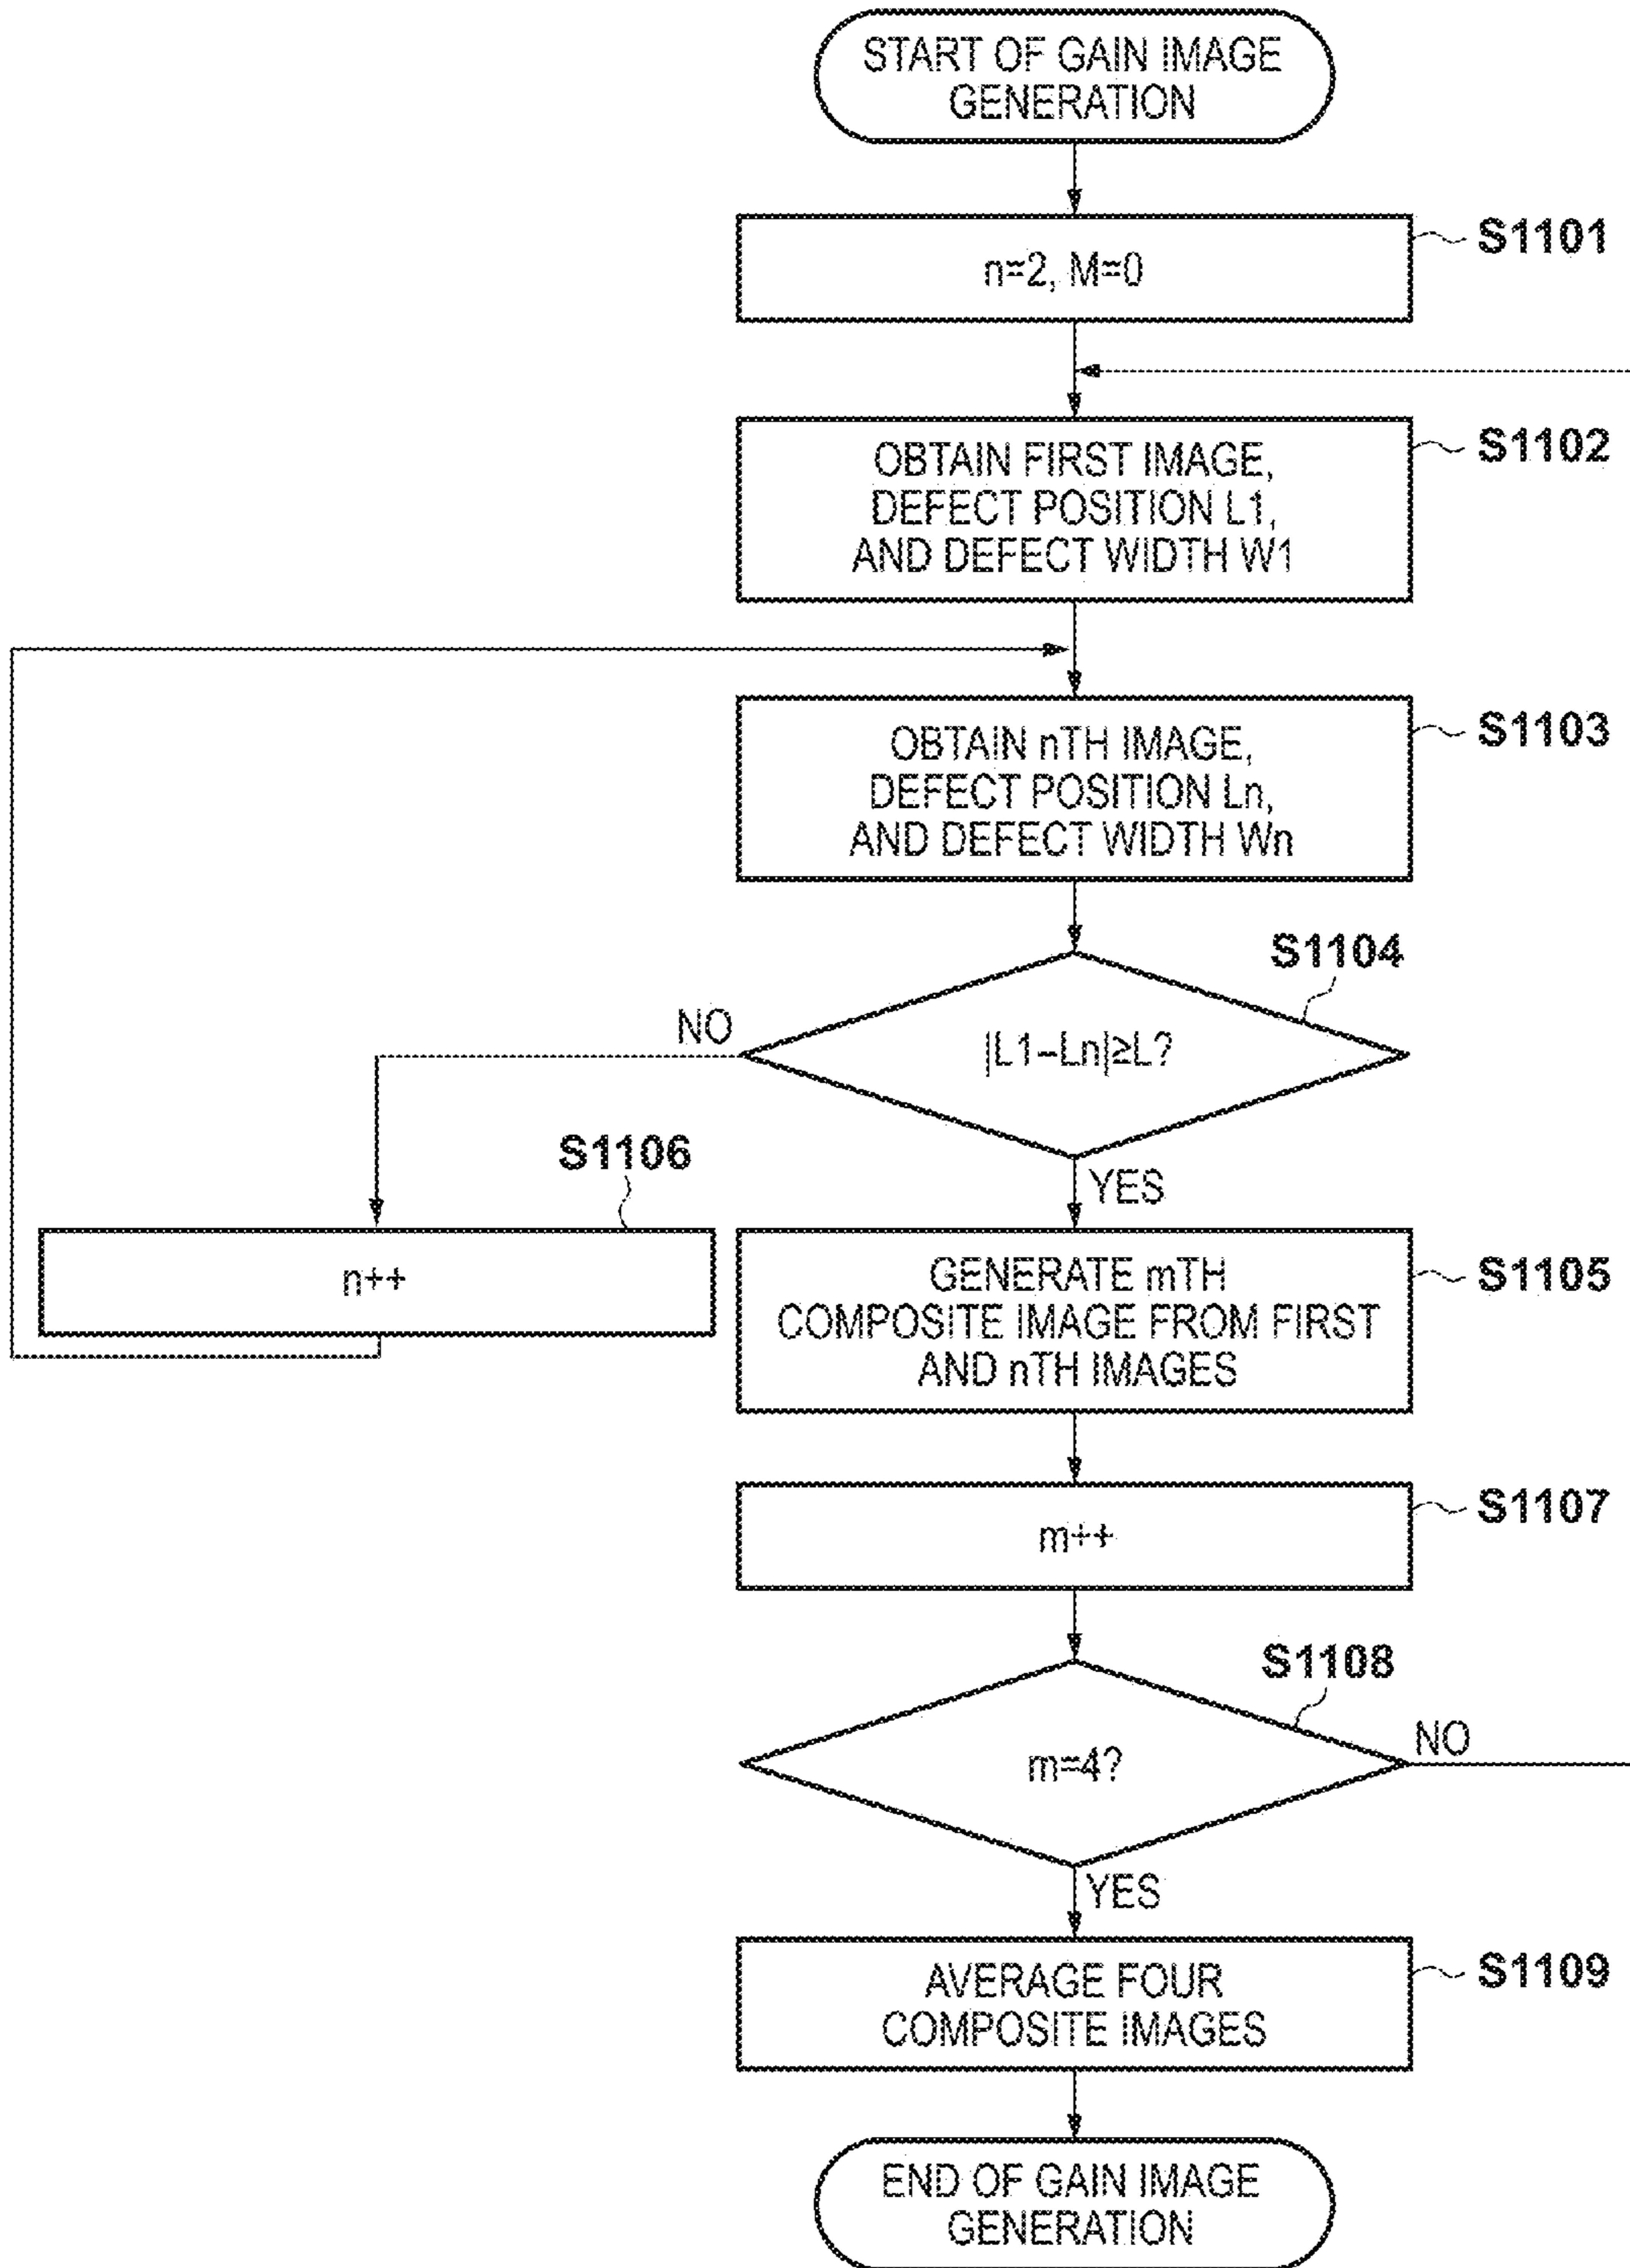 START OF GAIN IMAGE
GENERATION
S1101
n=2, M=0
S1102
OBTAIN FIRST IMAGE,
DEFECT POSITION L1,
AND DEFECT WIDTH W1
S1103
OBTAIN nTH IMAGE,
DEFECT POSITION Ln,
AND DEFECT WIDTH Wn
S1104
NO
|L1–Ln|≥L?
S1106
YES
n++
S1105
GENERATE mTH
COMPOSITE IMAGE FROM FIRST
AND nTH IMAGES
S1107
m++
S1108
NO
m=4?
YES
S1109
AVERAGE FOUR
COMPOSITE IMAGES
END OF GAIN IMAGE
GENERATION